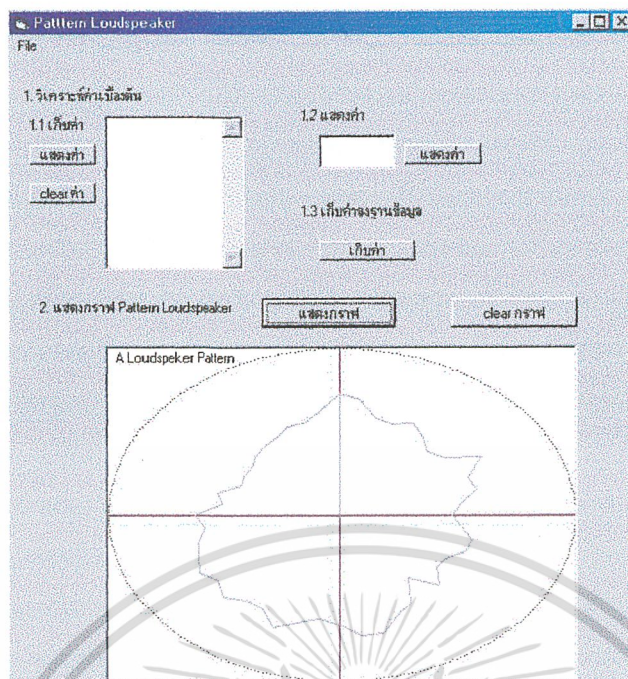 Patttern Loudspeaker
File
1. วิเคราะห์ค่าเบื้องต้น
1.1 เก็บค่า
แสดงค่า
clear ค่า
1.2 แสดงค่า
แสดงค่า
1.3 เก็บค่าลงฐานข้อมูล
เก็บค่า
2. แสดงกราฟ Pattern Loudspeaker
แสดงกราฟ
clear กราฟ
A Loudspeker Pattern